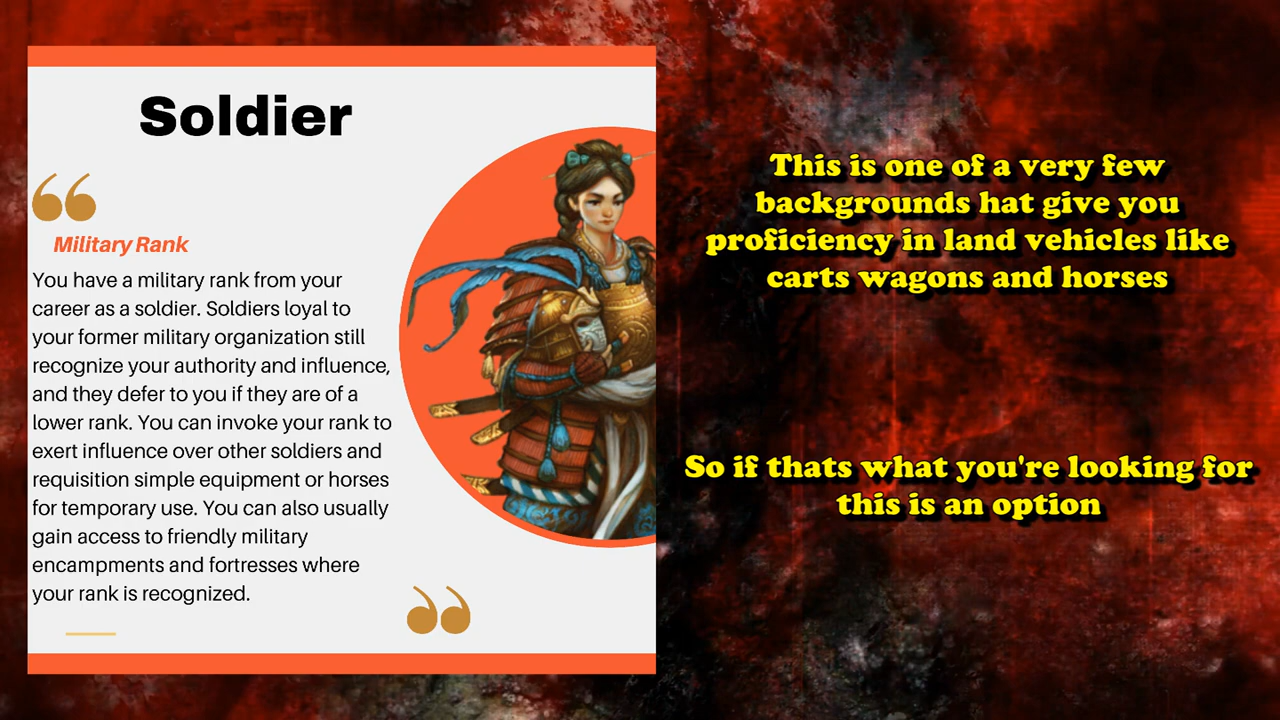 Soldier
Military Rank
You have a military rank from your
career as a soldier. Soldiers loyal to
your former military organization still
recognize your authority and influence,
and they defer to you if they are of a
lower rank. You can invoke your rank to
exert influence over other soldiers and
requisition simple equipment or horses
for temporary use. You can also usually
gain access to friendly military
encampments and fortresses where
your rank is recognized.
This is one of a very few
backgrounds hat give you
proficiency in land vehicles like
carts wagons and horses
So if thats what you're looking for
this is an option